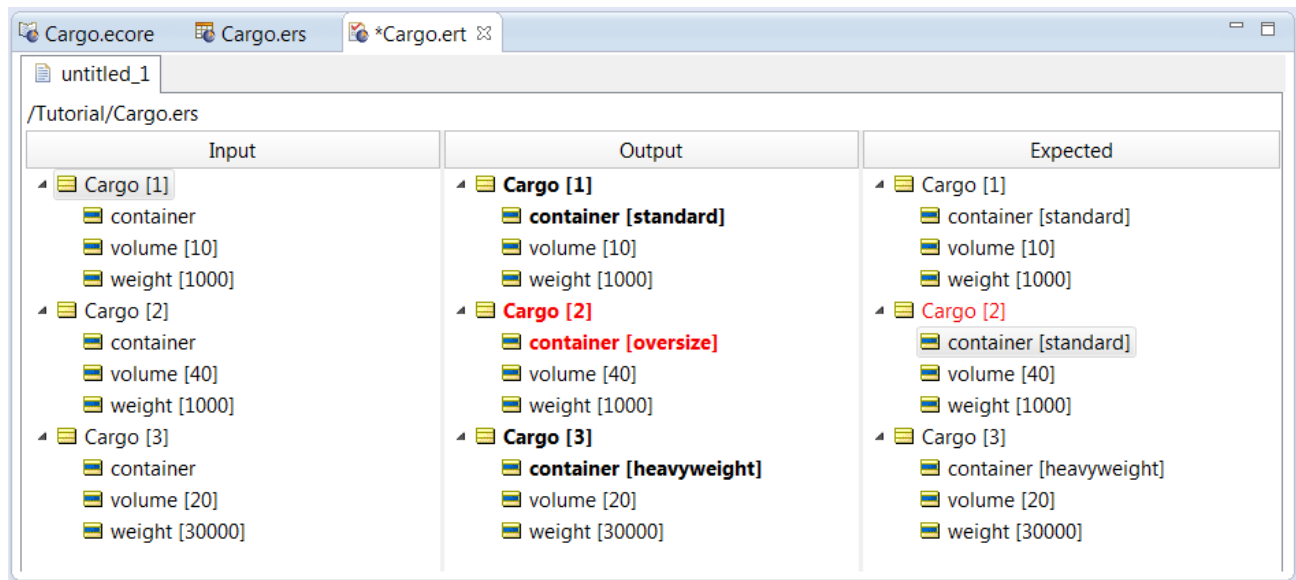 Cargo.ecore Cargo.ers *Cargo.ert
untitled_1
/Tutorial/Cargo.ers
Input Output Expected
Cargo [1] Cargo [1] Cargo [1]
container container [standard] container [standard]
volume [10] volume [10] volume [10]
weight [1000] weight [1000] weight [1000]
Cargo [2] Cargo [2] Cargo [2]
container container [oversize] container [standard]
volume [40] volume [40] volume [40]
weight [1000] weight [1000] weight [1000]
Cargo [3] Cargo [3] Cargo [3]
container container [heavyweight] container [heavyweight]
volume [20] volume [20] volume [20]
weight [30000] weight [30000] weight [30000]